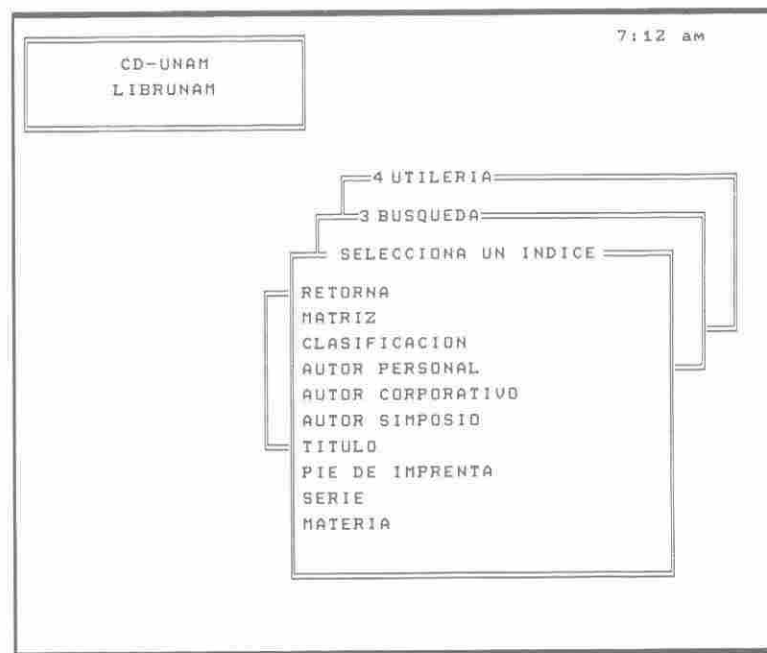 7:12 am
CD-UNAM
LIBRUNAM
4 UTILERIA
3 BUSQUEDA
SELECCIONA UN INDICE
RETORNA
MATRIZ
CLASIFICACION
AUTOR PERSONAL
AUTOR CORPORATIVO
AUTOR SIMPOSIO
TITULO
PIE DE IMPRENTA
SERIE
MATERIA